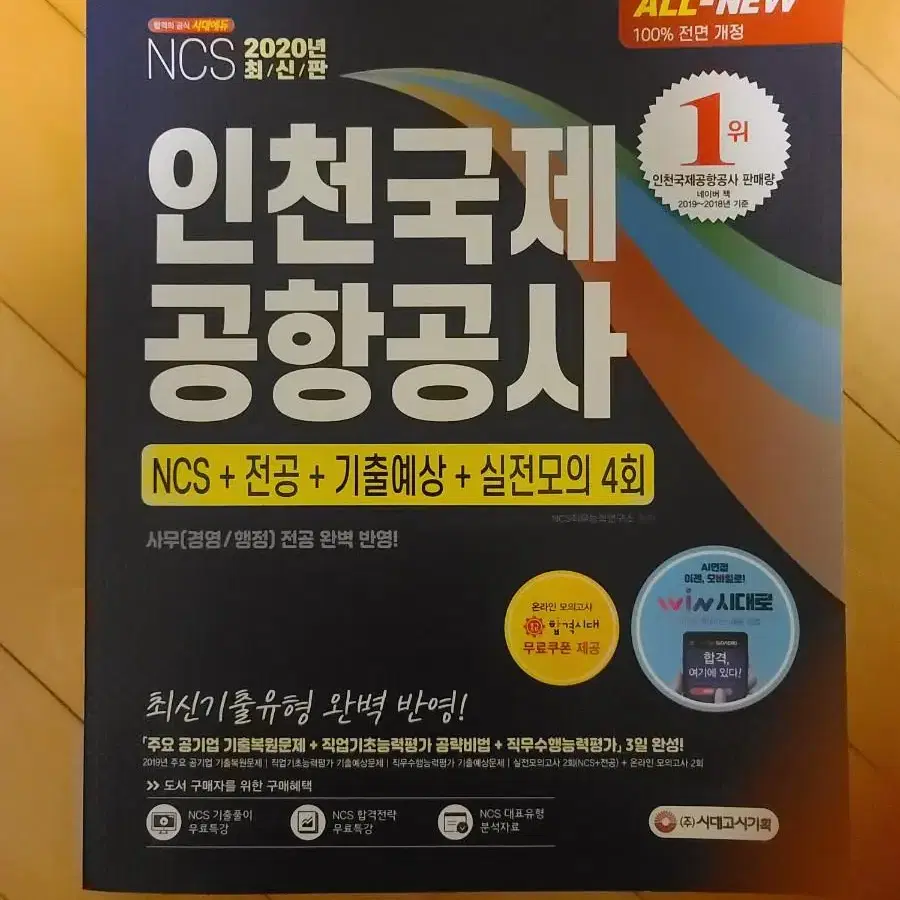 합격의 공식 시대에듀
NCS 2020년
최/신/판
ALL-NEW
100% 전면 개정
1위
인천국제공항공사 판매량
네이버 책
2019~2018년 기준
인천국제
공항공사
NCS + 전공 + 기출예상 + 실전모의 4회
NCS직무능력연구소
사무(경영/행정) 전공 완벽 반영!
온라인 모의고사
합격시대
무료쿠폰 제공
AI면접
이젠, 모바일로!
WiN시대로
합격,
여기에 있다!
최신기출유형 완벽 반영!
「주요 공기업 기출복원문제 + 직업기초능력평가 공략비법 + 직무수행능력평가」 3일 완성!
2019년 주요 공기업 기출복원문제 | 직업기초능력평가 기출예상문제 | 직무수행능력평가 기출예상문제 | 실전모의고사 2회(NCS+전공) + 온라인 모의고사 2회
>> 도서 구매자를 위한 구매혜택
NCS 기출풀이
무료특강
NCS 합격전략
무료특강
NCS 대표유형
분석자료
(주)시대고시기획